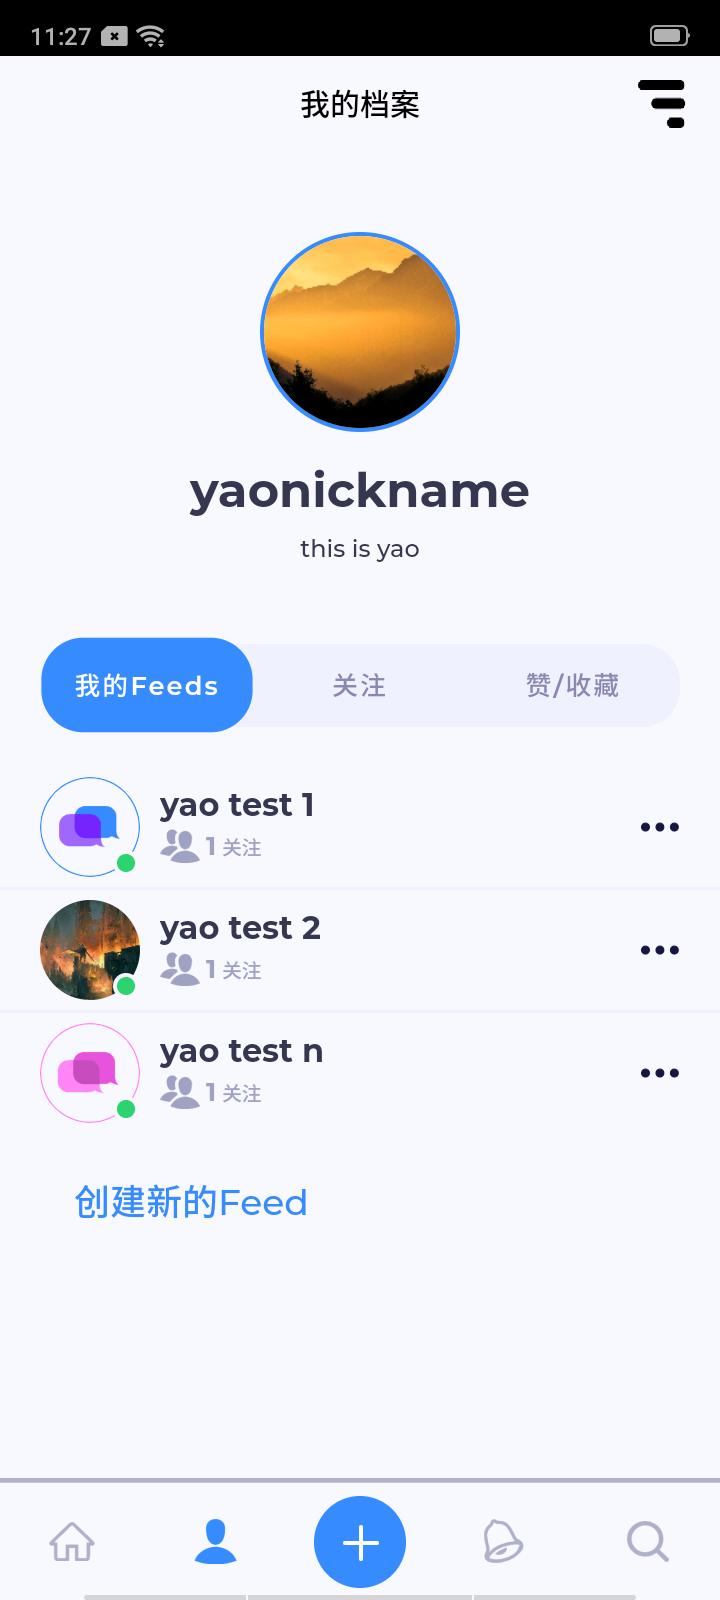 11:27
我的档案
yaonickname
this is yao
我的Feeds 关注 赞/收藏
yao test 1
1 关注
yao test 2
1 关注
yao test n
1 关注
创建新的Feed